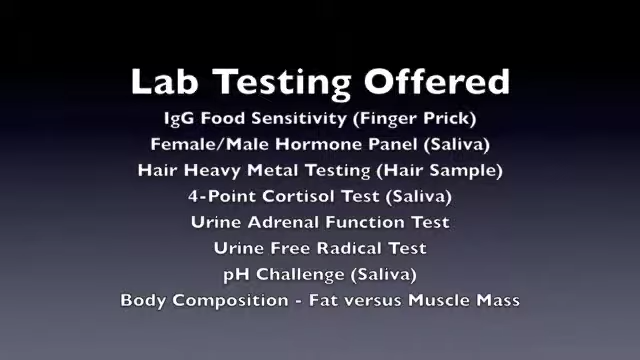 Lab Testing Offered
IgG Food Sensitivity (Finger Prick)
Female/Male Hormone Panel (Saliva)
Hair Heavy Metal Testing (Hair Sample)
4-Point Cortisol Test (Saliva)
Urine Adrenal Function Test
Urine Free Radical Test
pH Challenge (Saliva)
Body Composition - Fat versus Muscle Mass